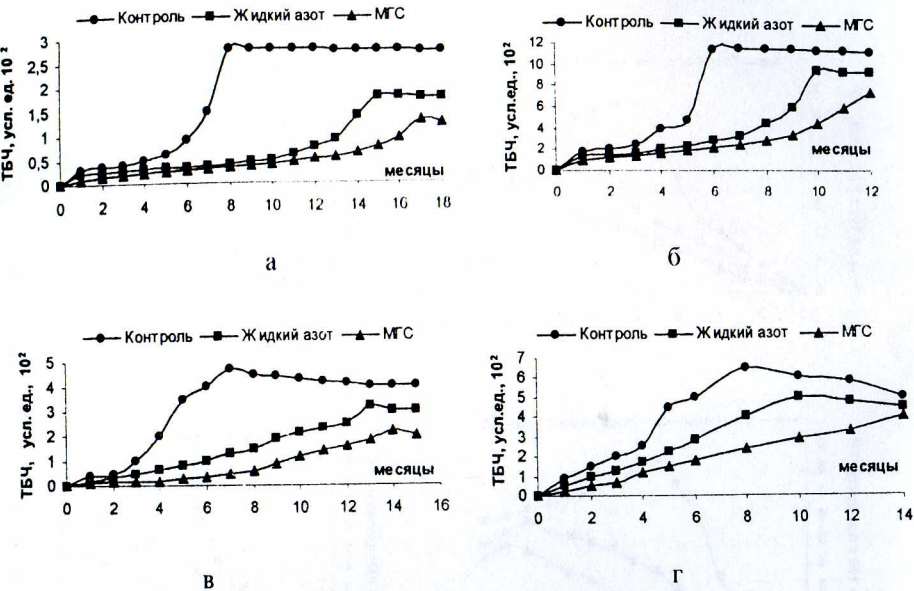 Контроль Жидкий азот МГС
ТБЧ, усл. ед. 10²
3
2,5
2
1,5
1
0,5
0
месяцы
0 2 4 6 8 10 12 14 16 18
а
Контроль Жидкий азот МГС
ТБЧ, усл.ед., 10²
12
10
8
6
4
2
0
месяцы
0 2 4 6 8 10 12
б
Контроль Жидкий азот МГС
ТБЧ, усл.ед., 10²
5
4
3
2
1
0
месяцы
0 2 4 6 8 10 12 14 16
в
Контроль Жидкий азот МГС
ТБЧ, усл.ед., 10²
7
6
5
4
3
2
1
0
месяцы
0 2 4 6 8 10 12 14
г